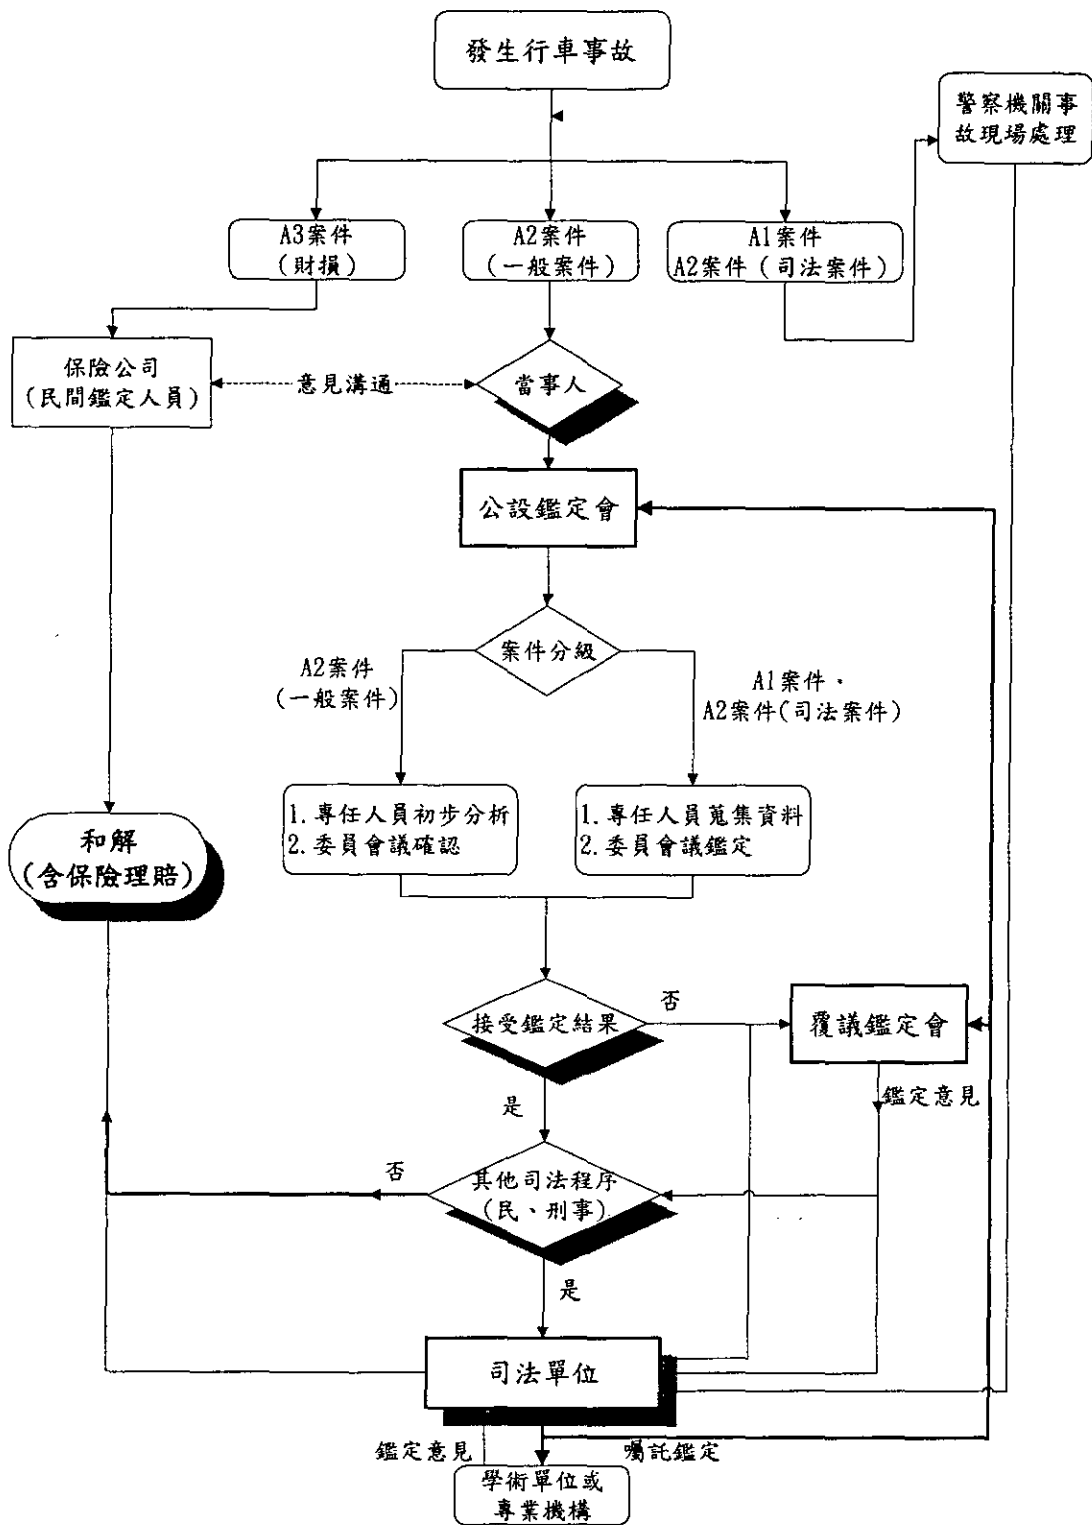 發生行車事故
警察機關事
故現場處理
A3案件
(財損)
A2案件
(一般案件)
A1案件
A2案件(司法案件)
保險公司
(民間鑑定人員)
意見溝通
當事人
公設鑑定會
案件分級
A2案件
(一般案件)
A1案件、
A2案件(司法案件)
1.專任人員初步分析
2.委員會議確認
1.專任人員蒐集資料
2.委員會議鑑定
和解
(含保險理賠)
接受鑑定結果
否
覆議鑑定會
鑑定意見
是
其他司法程序
(民、刑事)
否
是
司法單位
鑑定意見
囑託鑑定
學術單位或
專業機構